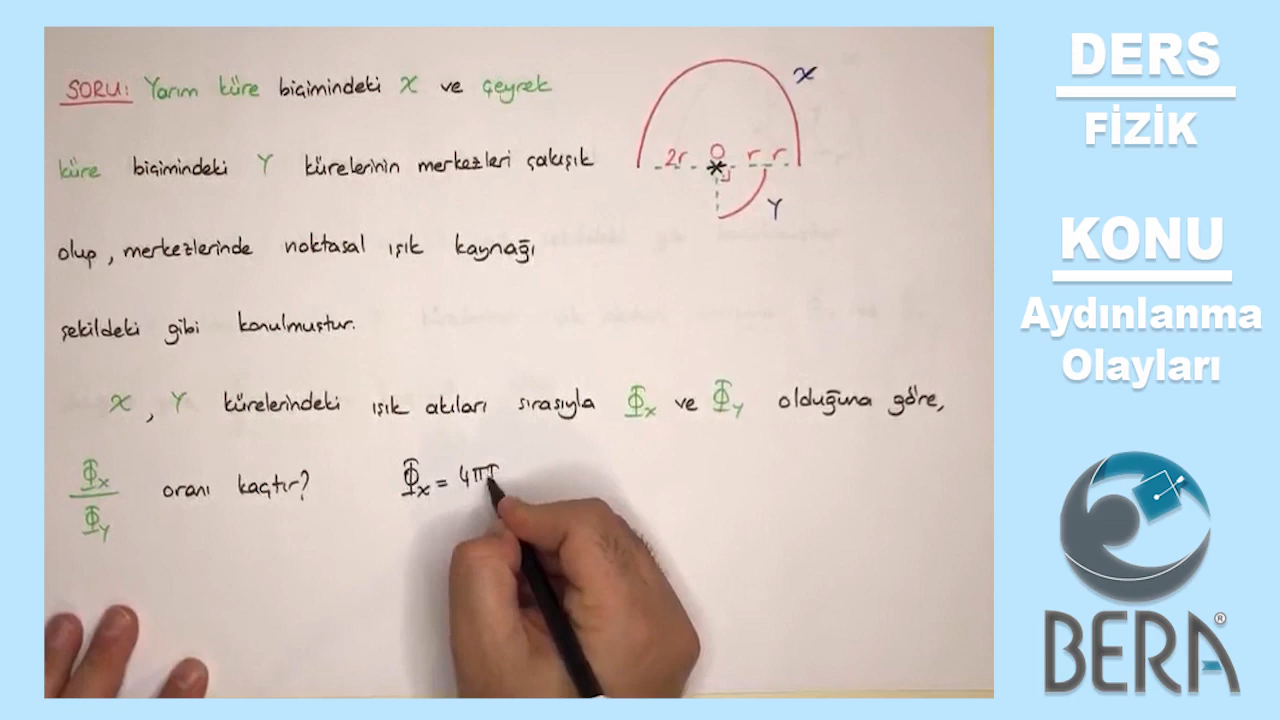 SORU: Yarım küre biçimindeki X ve çeyrek
küre biçimindeki Y kürelerinin merkezleri çakışık
olup, merkezlerinde noktasal ışık kaynağı
şekildeki gibi konulmuştur.
X, Y kürelerindeki ışık akıları sırasıyla Φx ve Φy olduğuna göre,
Φx
Φy
oranı kaçtır?
Φx = 4πI
X
2r O r r
Y
DERS
FİZİK
KONU
Aydınlanma
Olayları
BERA®